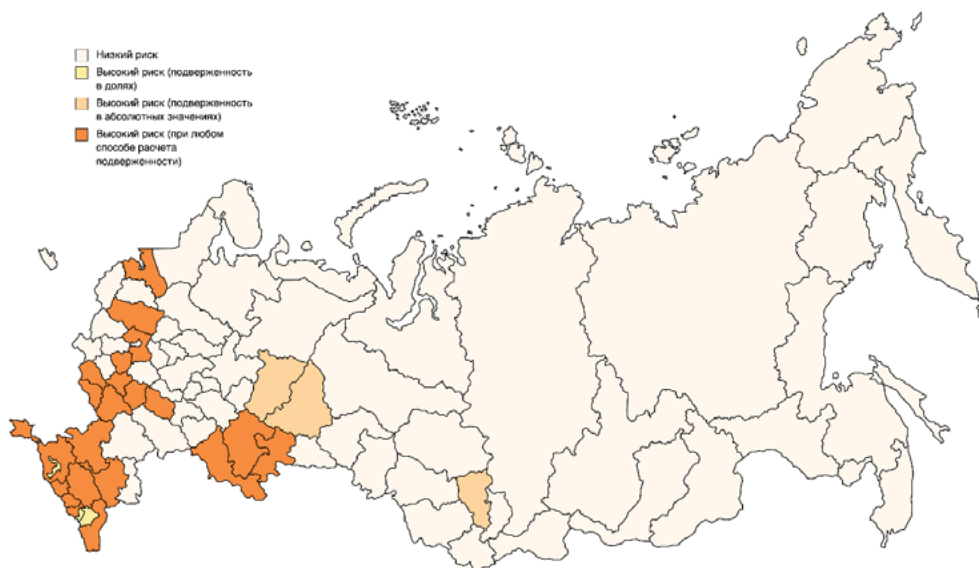 Низкий риск
Высокий риск (подверженность
в долях)
Высокий риск (подверженность
в абсолютных значениях)
Высокий риск (при любом
способе расчета
подверженности)